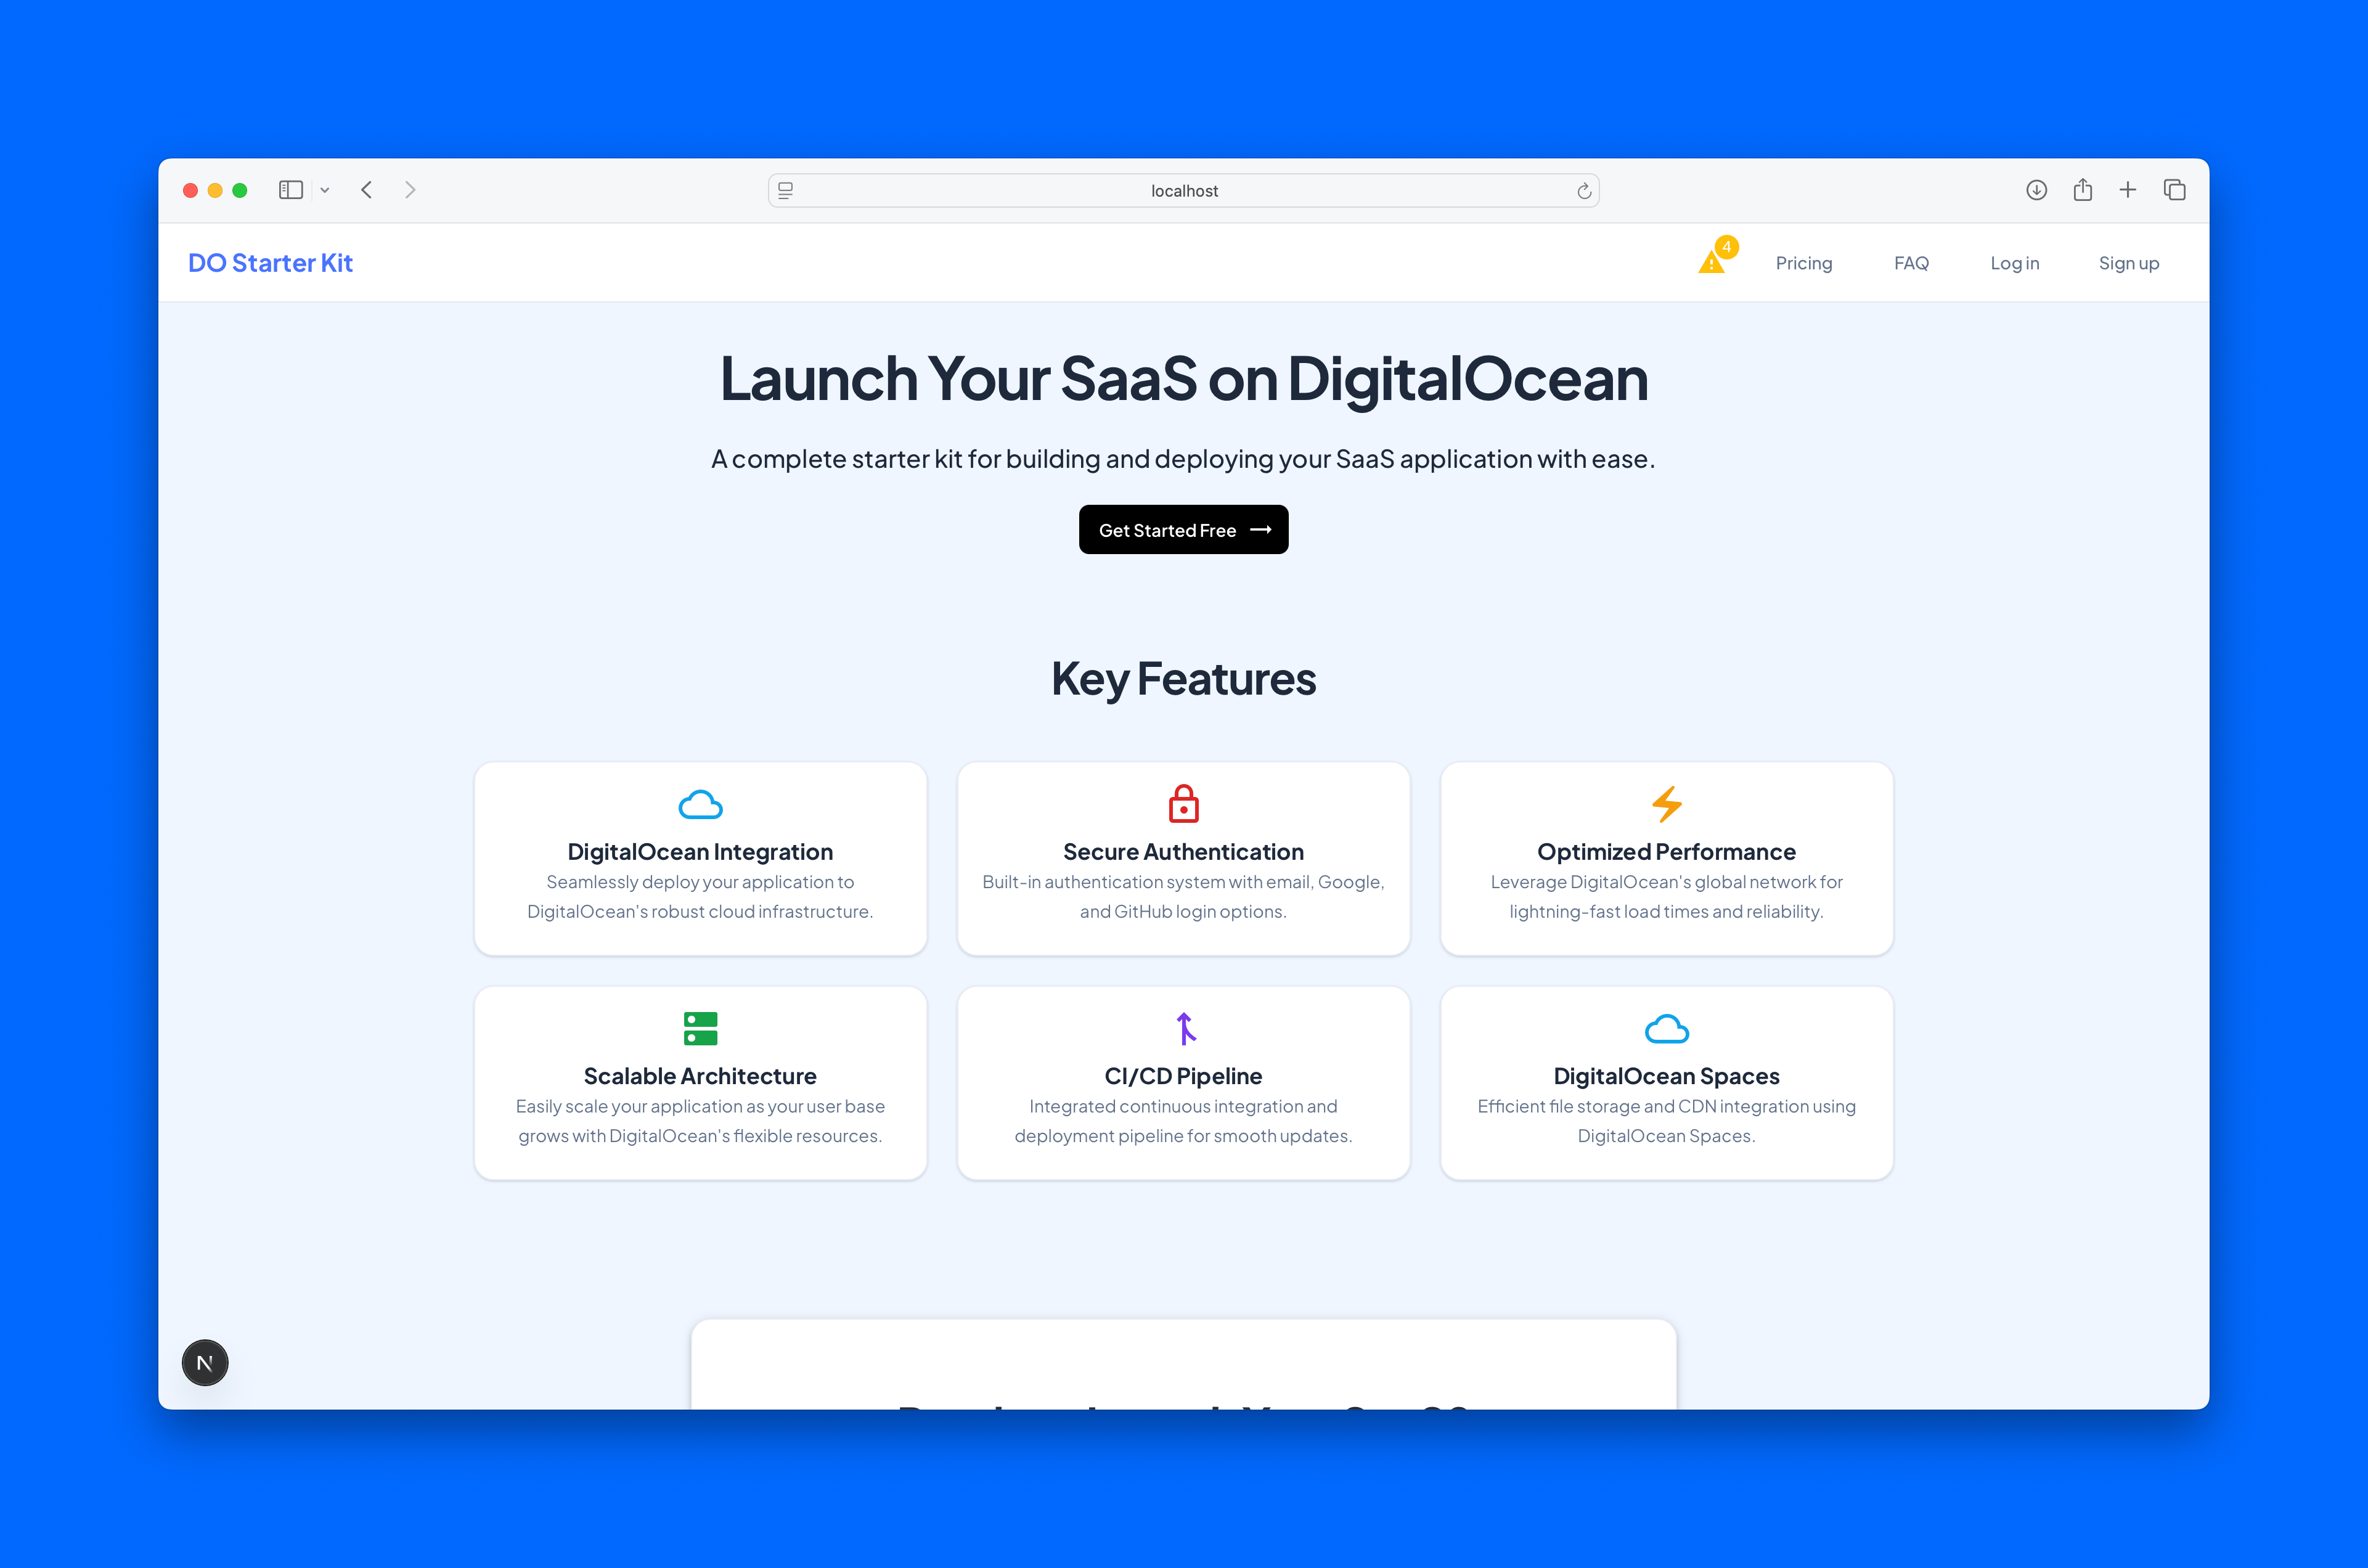 localhost
DO Starter Kit
4
Pricing
FAQ
Log in
Sign up
Launch Your SaaS on DigitalOcean
A complete starter kit for building and deploying your SaaS application with ease.
Get Started Free →
Key Features
DigitalOcean Integration
Seamlessly deploy your application to
DigitalOcean's robust cloud infrastructure.
Secure Authentication
Built-in authentication system with email, Google,
and GitHub login options.
Optimized Performance
Leverage DigitalOcean's global network for
lightning-fast load times and reliability.
Scalable Architecture
Easily scale your application as your user base
grows with DigitalOcean's flexible resources.
CI/CD Pipeline
Integrated continuous integration and
deployment pipeline for smooth updates.
DigitalOcean Spaces
Efficient file storage and CDN integration using
DigitalOcean Spaces.
N